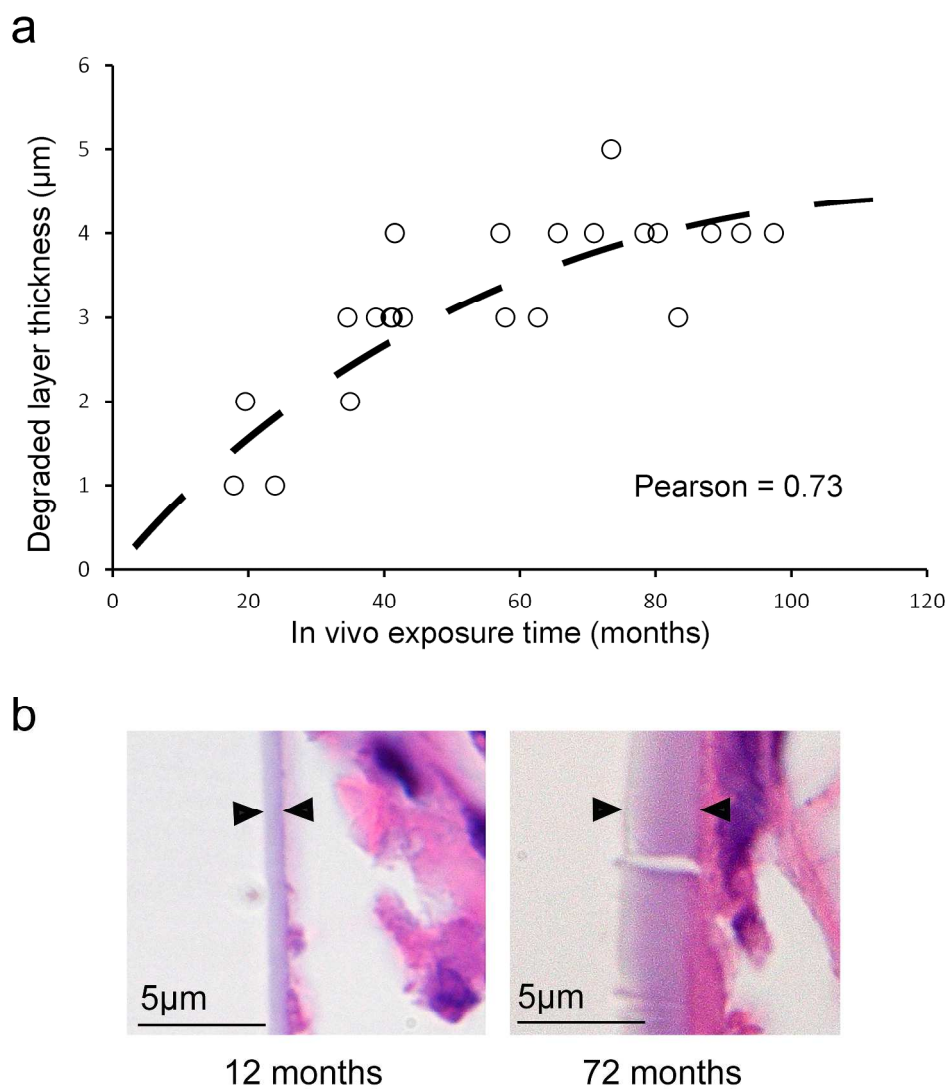 a
6
5
4
3
2
1
0
Degraded layer thickness (µm)
Pearson = 0.73
0 20 40 60 80 100 120
In vivo exposure time (months)
b
5µm 5µm
12 months 72 months